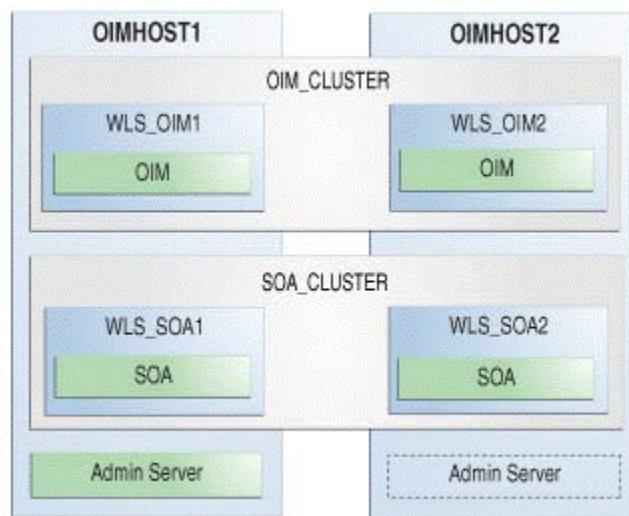 OIMHOST1
OIMHOST2
OIM_CLUSTER
WLS_OIM1
WLS_OIM2
OIM
OIM
SOA_CLUSTER
WLS_SOA1
WLS_SOA2
SOA
SOA
Admin Server
Admin Server